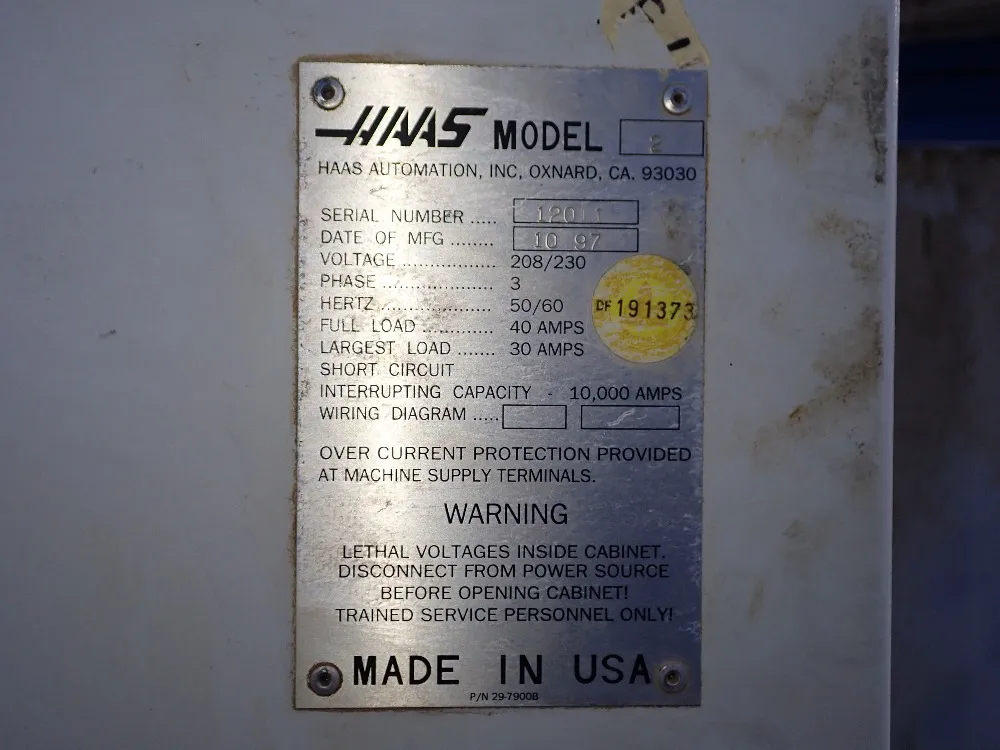 HAAS MODEL 2
HAAS AUTOMATION, INC, OXNARD, CA. 93030
SERIAL NUMBER .....
DATE OF MFG ........ 10 97
VOLTAGE ................. 208/230
PHASE .................... 3
HERTZ .................... 50/60
FULL LOAD ............. 40 AMPS
LARGEST LOAD ....... 30 AMPS
SHORT CIRCUIT
INTERRUPTING CAPACITY - 10,000 AMPS
WIRING DIAGRAM .....
DF 191373
OVER CURRENT PROTECTION PROVIDED
AT MACHINE SUPPLY TERMINALS.
WARNING
LETHAL VOLTAGES INSIDE CABINET.
DISCONNECT FROM POWER SOURCE
BEFORE OPENING CABINET!
TRAINED SERVICE PERSONNEL ONLY!
MADE IN USA
P/N 29-7900B